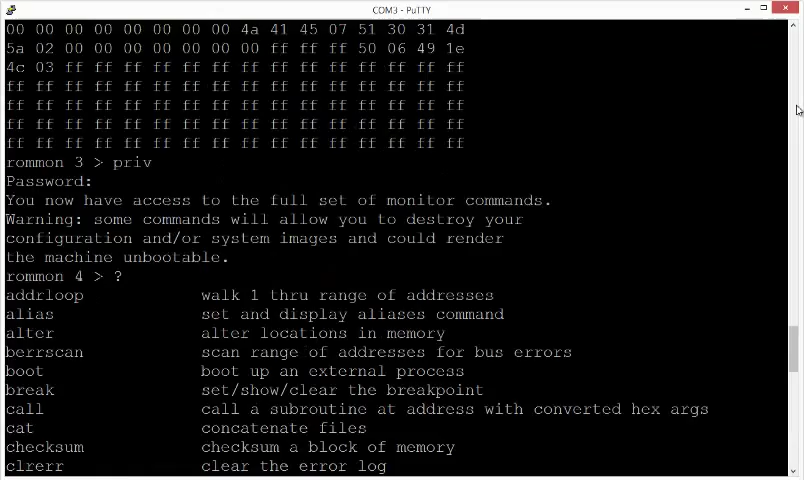 COM3 - PuTTY
00 00 00 00 00 00 00 00 4a 41 45 07 51 30 31 4d
5a 02 00 00 00 00 00 00 00 ff ff ff 50 06 49 1e
4c 03 ff ff ff ff ff ff ff ff ff ff ff ff ff ff
ff ff ff ff ff ff ff ff ff ff ff ff ff ff ff ff
ff ff ff ff ff ff ff ff ff ff ff ff ff ff ff ff
ff ff ff ff ff ff ff ff ff ff ff ff ff ff ff ff
ff ff ff ff ff ff ff ff ff ff ff ff ff ff ff ff
rommon 3 > priv
Password:
You now have access to the full set of monitor commands.
Warning: some commands will allow you to destroy your
configuration and/or system images and could render
the machine unbootable.
rommon 4 > ?
addrloop walk 1 thru range of addresses
alias set and display aliases command
alter alter locations in memory
berrscan scan range of addresses for bus errors
boot boot up an external process
break set/show/clear the breakpoint
call call a subroutine at address with converted hex args
cat concatenate files
checksum checksum a block of memory
clrerr clear the error log